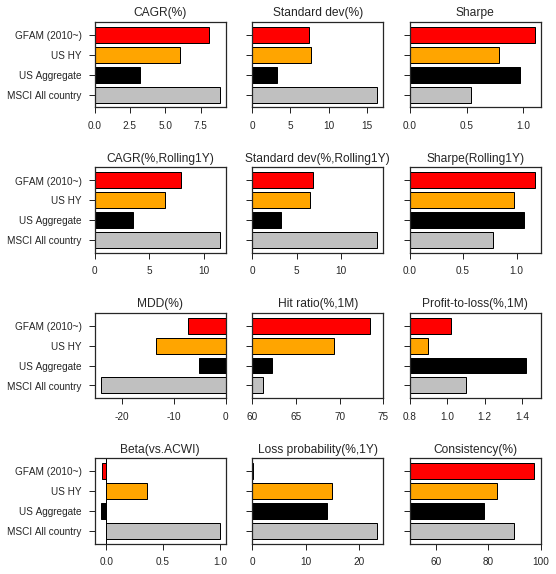 CAGR(%) Standard dev(%) Sharpe
GFAM (2010~)
US HY
US Aggregate
MSCI All country
0.0 2.5 5.0 7.5 0 5 10 15 0.0 0.5 1.0
CAGR(%,Rolling1Y) Standard dev(%,Rolling1Y) Sharpe(Rolling1Y)
GFAM (2010~)
US HY
US Aggregate
MSCI All country
0 5 10 0 5 10 0.0 0.5 1.0
MDD(%) Hit ratio(%,1M) Profit-to-loss(%,1M)
GFAM (2010~)
US HY
US Aggregate
MSCI All country
-20 -10 0 60 65 70 75 0.8 1.0 1.2 1.4
Beta(vs.ACWI) Loss probability(%,1Y) Consistency(%)
GFAM (2010~)
US HY
US Aggregate
MSCI All country
0.0 0.5 1.0 0 10 20 60 80 100